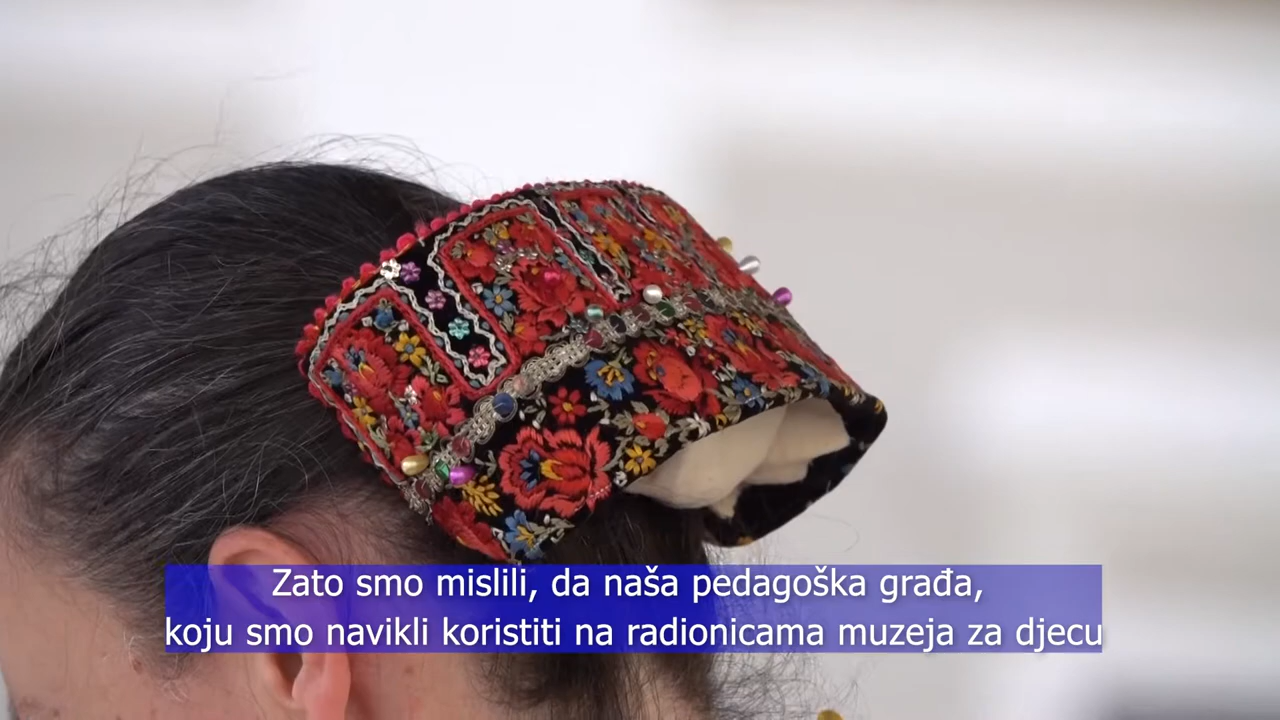 Zato smo mislili, da naša pedagoška građa,
koju smo navikli koristiti na radionicama muzeja za djecu